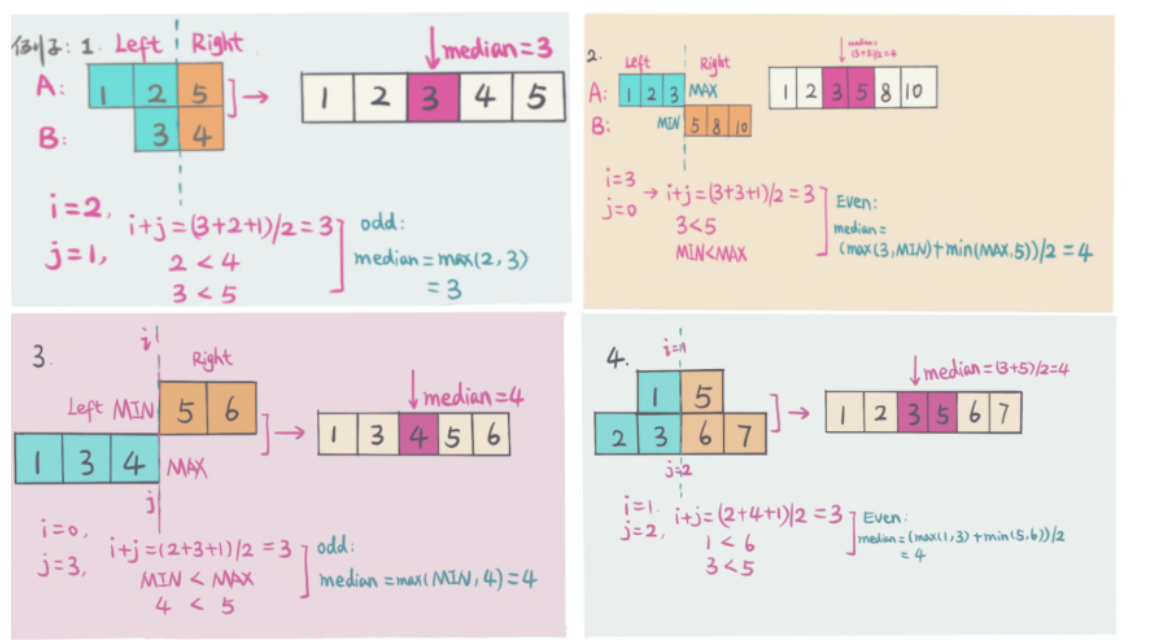 例子: 1. Left Right
median=3
A: 1 2 5
1 2 3 4 5
B: 3 4
i=2,
j=1,
i+j=(3+2+1)/2=3
2<4
3<5
odd:
median=max(2,3)
=3
2.
Left Right
median=
(3+5)/2=4
A: 1 2 3 MAX
1 2 3 5 8 10
B: MIN 5 8 10
i=3
j=0
→ i+j=(3+3+1)/2=3
3<5
MIN<MAX
Even:
median=
(max(3,MIN)+min(MAX,5))/2=4
3.
i
Right
Left MIN 5 6
median=4
1 3 4 5 6
1 3 4 MAX
j
i=0,
j=3,
i+j=(2+3+1)/2=3
MIN < MAX
4 < 5
odd:
median=max(MIN,4)=4
4.
i=1
median=(3+5)/2=4
1 5
1 2 3 5 6 7
2 3 6 7
j=2
i=1.
j=2,
i+j=(2+4+1)/2=3
1<6
3<5
Even:
median=(max(1,3)+min(5,6))/2
=4